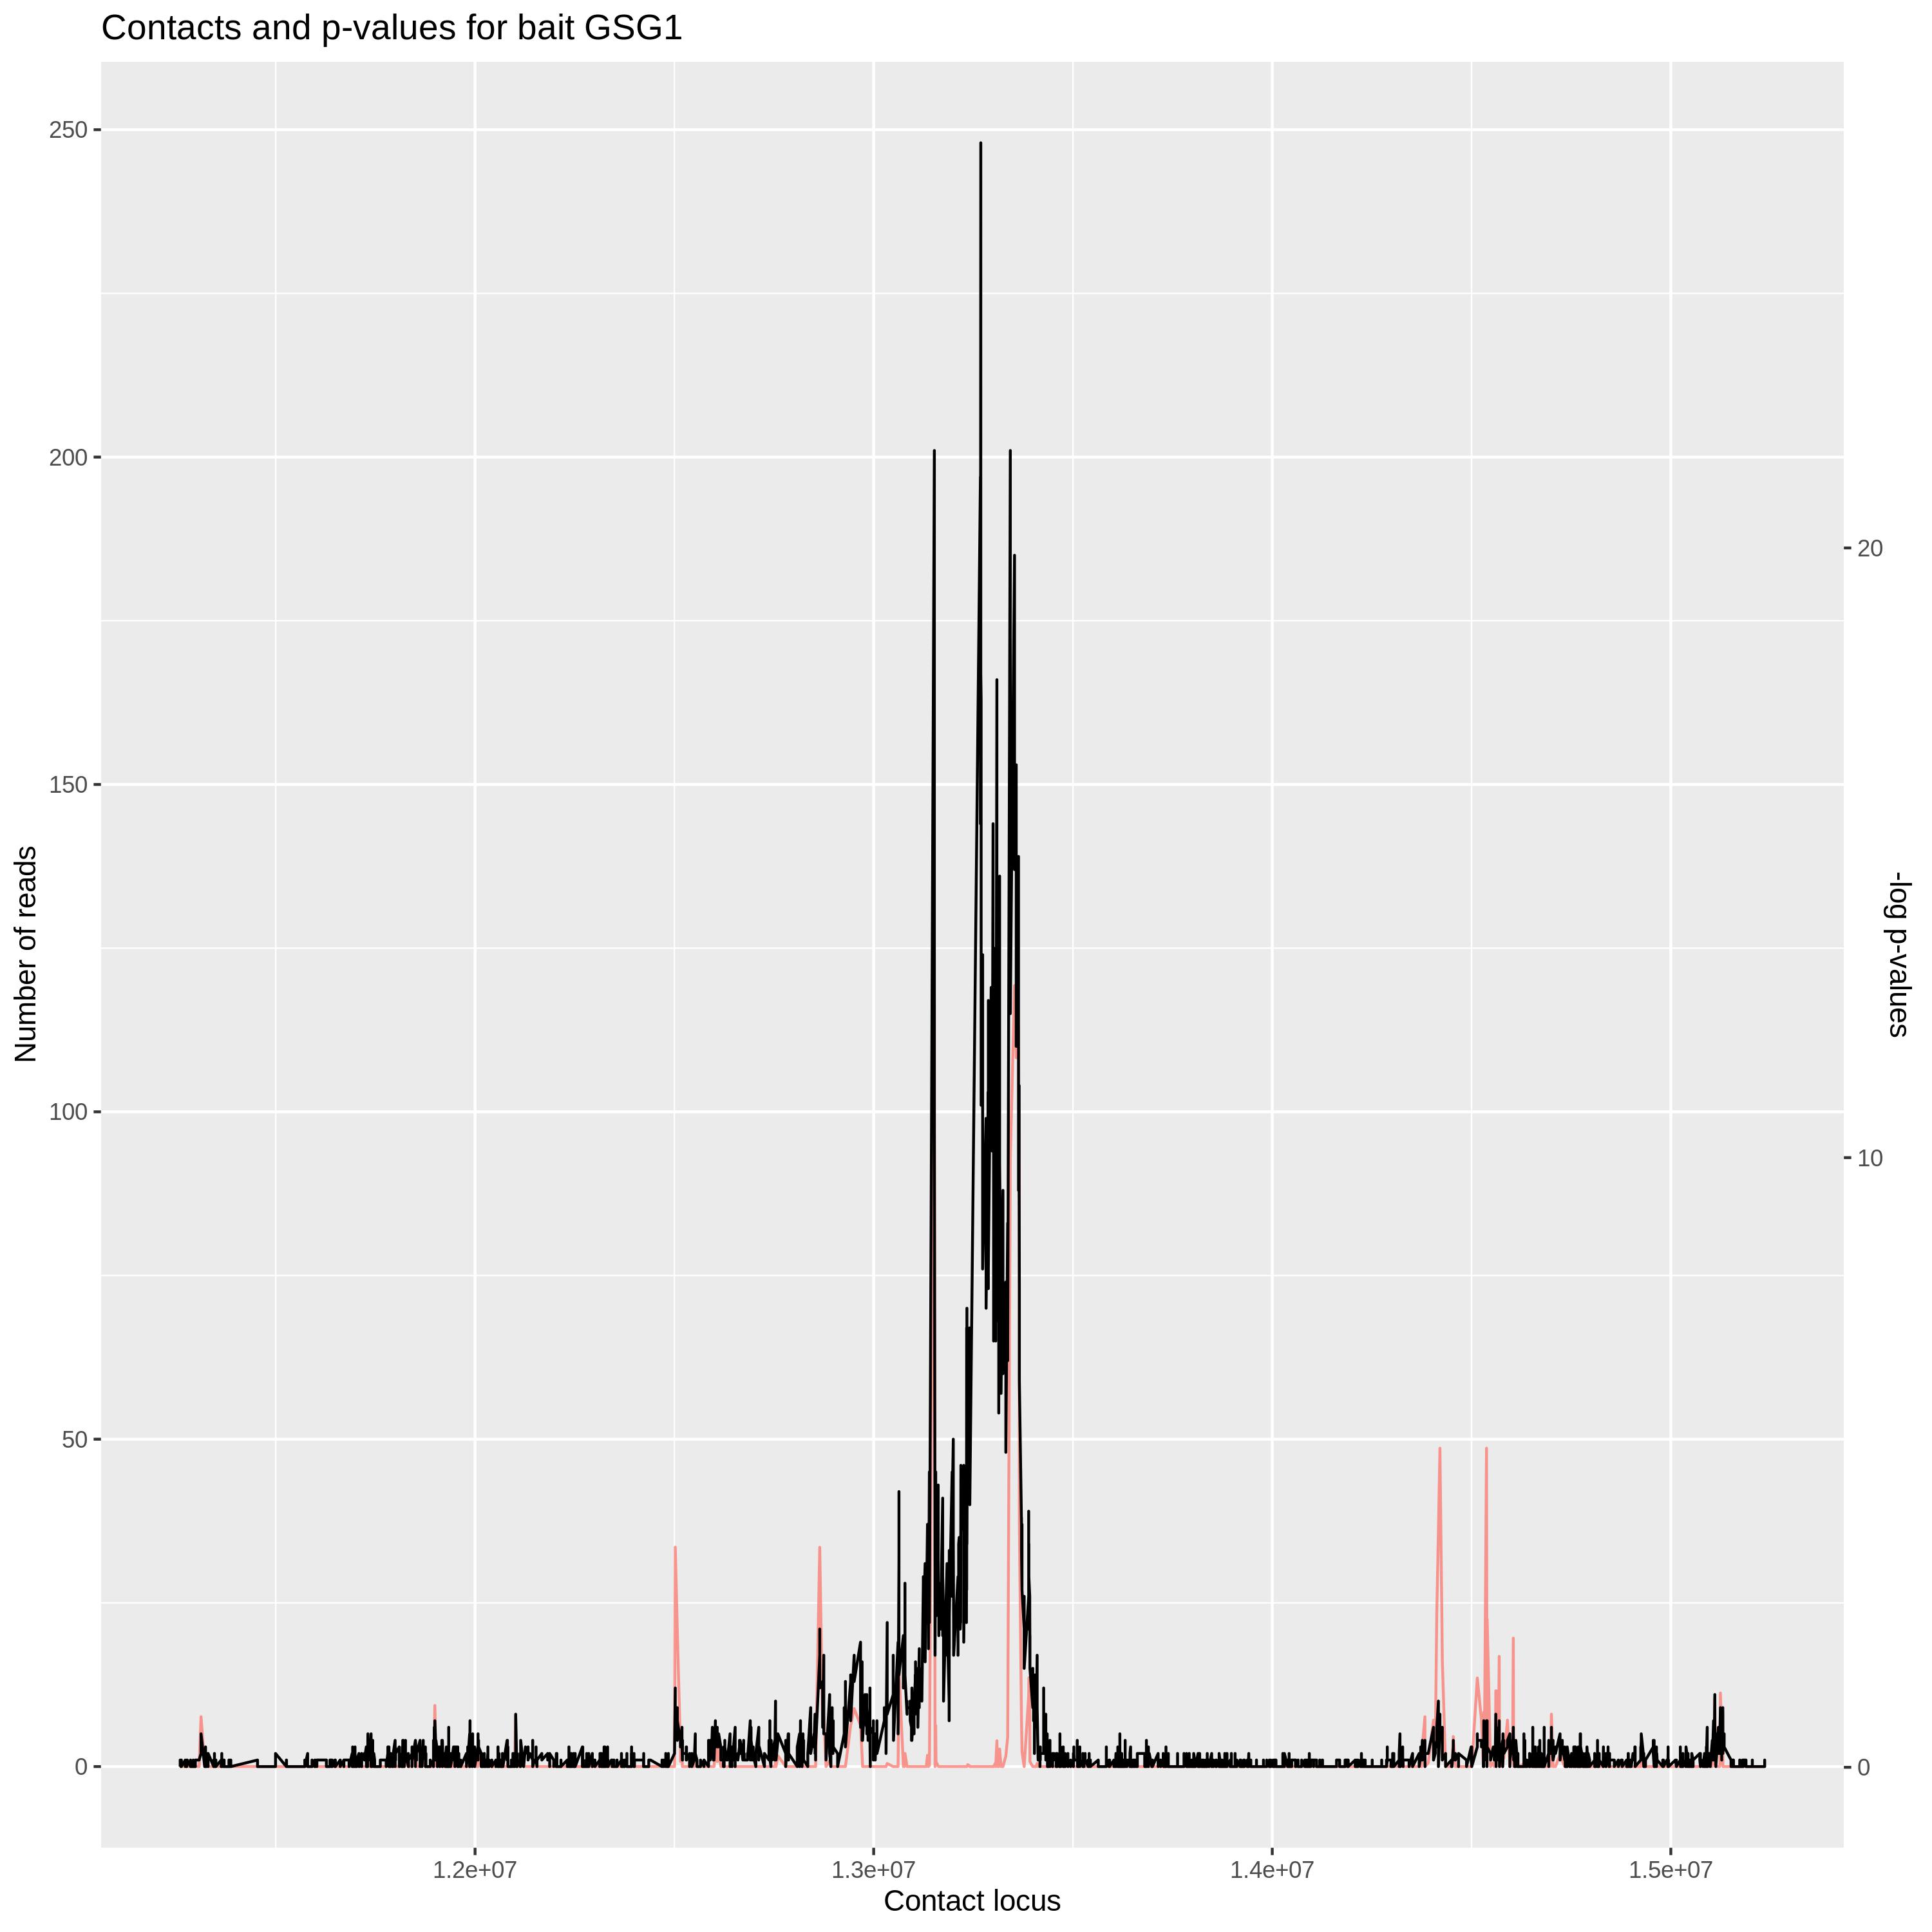 Contacts and p-values for bait GSG1
250
200
150
100
50
0
Number of reads
20
10
0
-log p-values
1.2e+07
1.3e+07
1.4e+07
1.5e+07
Contact locus